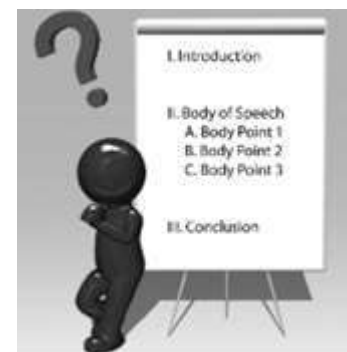 ?
I. Introduction
II. Body of Speech
A. Body Point 1
B. Body Point 2
C. Body Point 3
III. Conclusion